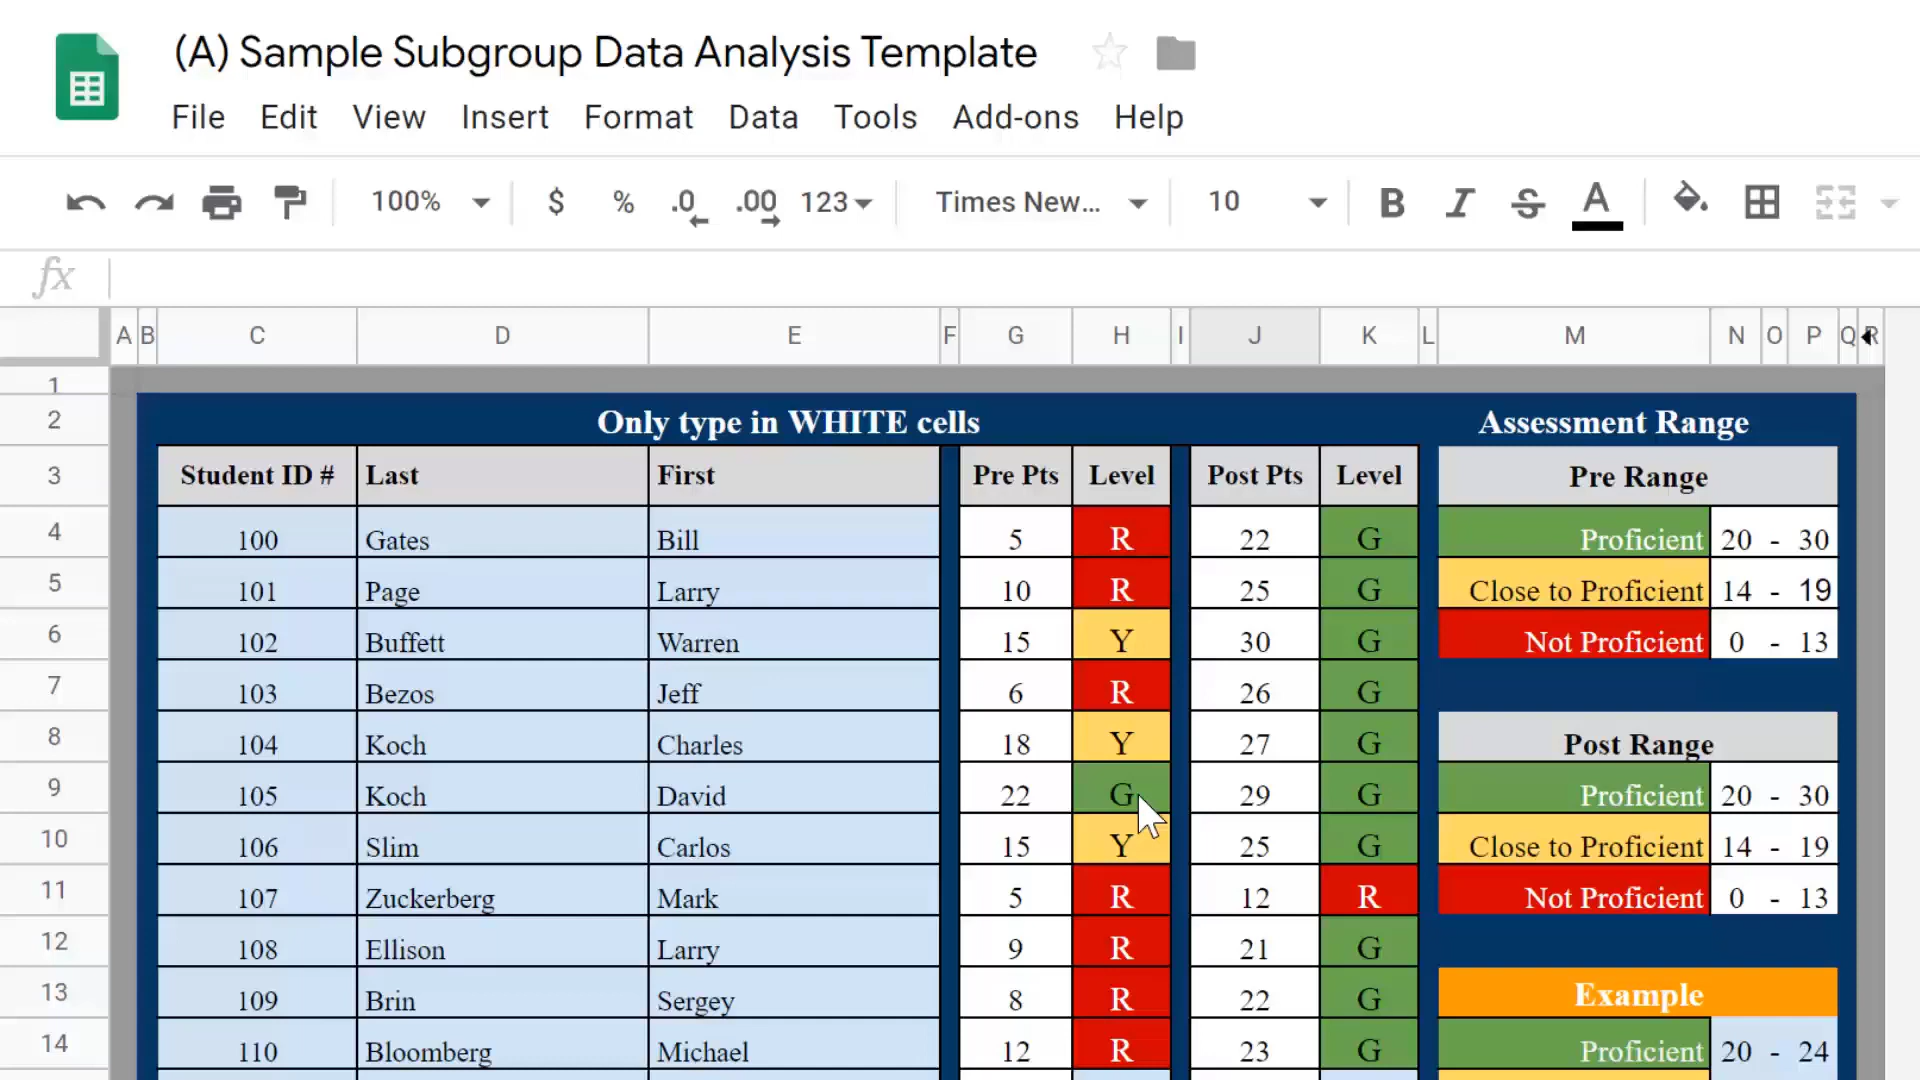 (A) Sample Subgroup Data Analysis Template
File Edit View Insert Format Data Tools Add-ons Help
100% $ % .0 .00 123 Times New... 10 B I S A
fx
A B C D E F G H I J K L M N O P Q R
1
2 Only type in WHITE cells Assessment Range
3 Student ID # Last First Pre Pts Level Post Pts Level Pre Range
4 100 Gates Bill 5 R 22 G Proficient 20 - 30
5 101 Page Larry 10 R 25 G Close to Proficient 14 - 19
6 102 Buffett Warren 15 Y 30 G Not Proficient 0 - 13
7 103 Bezos Jeff 6 R 26 G
8 104 Koch Charles 18 Y 27 G Post Range
9 105 Koch David 22 G 29 G Proficient 20 - 30
10 106 Slim Carlos 15 Y 25 G Close to Proficient 14 - 19
11 107 Zuckerberg Mark 5 R 12 R Not Proficient 0 - 13
12 108 Ellison Larry 9 R 21 G
13 109 Brin Sergey 8 R 22 G Example
14 110 Bloomberg Michael 12 R 23 G Proficient 20 - 24